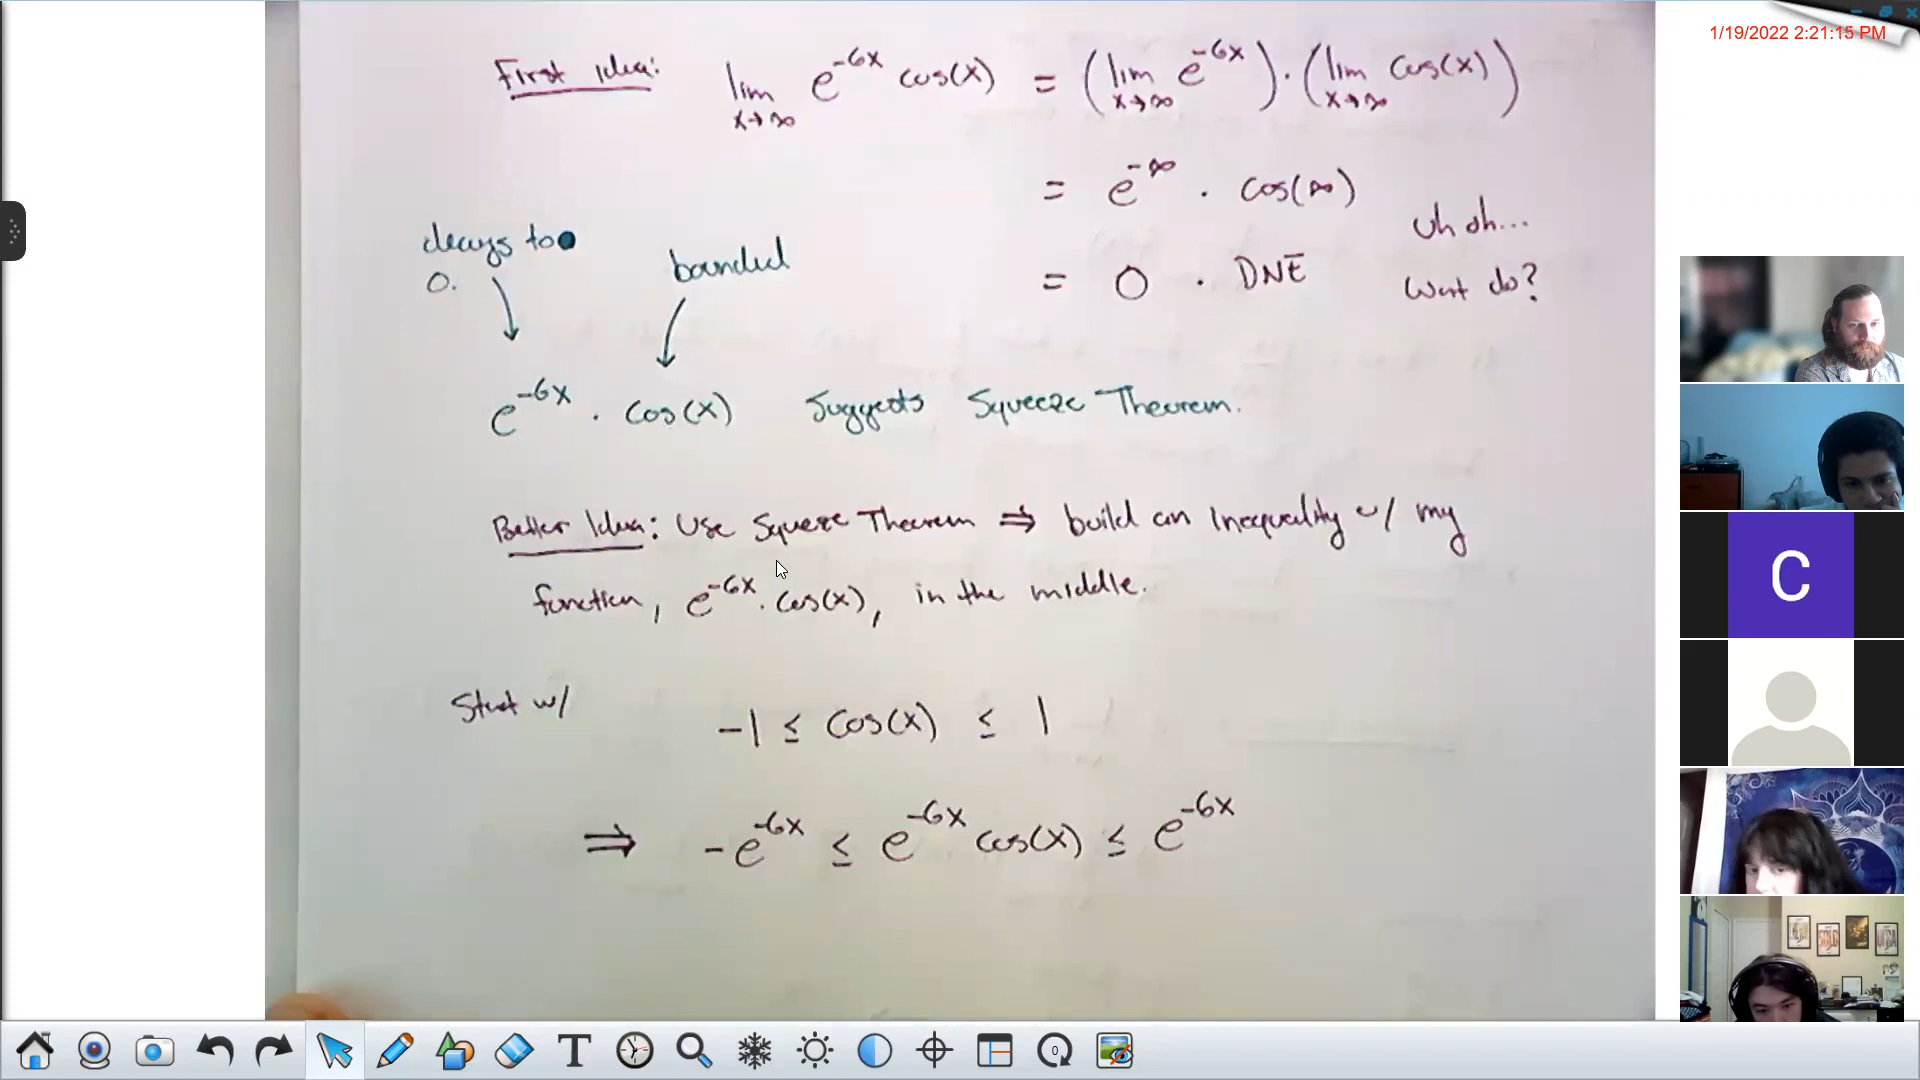 1/19/2022 2:21:15 PM
First Idea: lim x→∞ e^-6x cos(x) = (lim x→∞ e^-6x) · (lim x→∞ cos(x))
= e^-∞ · cos(∞)
Uh oh...
= 0 · DNE
Wat do?
decays to
0.
bounded
e^-6x · cos(x) suggests Squeeze Theorem.
Better Idea: Use Squeeze Theorem ⇒ build an inequality w/ my
function, e^-6x · cos(x), in the middle.
Start w/
-1 ≤ cos(x) ≤ 1
⇒ -e^-6x ≤ e^-6x cos(x) ≤ e^-6x
C
T
0